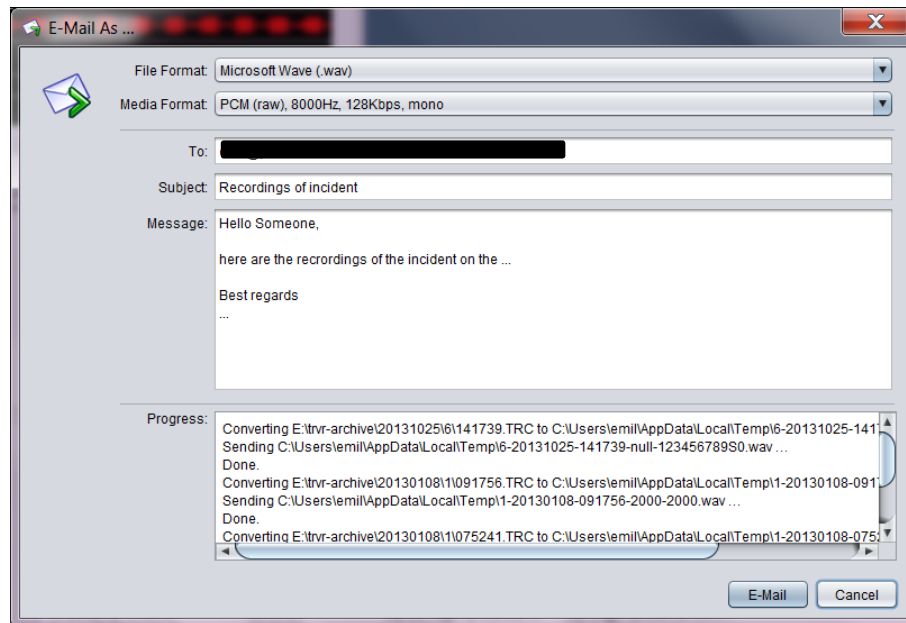 E-Mail As ...
File Format: Microsoft Wave (.wav)
Media Format: PCM (raw), 8000Hz, 128Kbps, mono
To:
Subject: Recordings of incident
Message: Hello Someone,
here are the recrordings of the incident on the ...
Best regards
...
Progress:
Converting E:\trvr-archive\20131025\6\141739.TRC to C:\Users\emil\AppData\Local\Temp\6-20131025-141
Sending C:\Users\emil\AppData\Local\Temp\6-20131025-141739-null-123456789S0.wav ...
Done.
Converting E:\trvr-archive\20130108\1\091756.TRC to C:\Users\emil\AppData\Local\Temp\1-20130108-091
Sending C:\Users\emil\AppData\Local\Temp\1-20130108-091756-2000-2000.wav ...
Done.
Converting E:\trvr-archive\20130108\1\075241.TRC to C:\Users\emil\AppData\Local\Temp\1-20130108-075
E-Mail Cancel